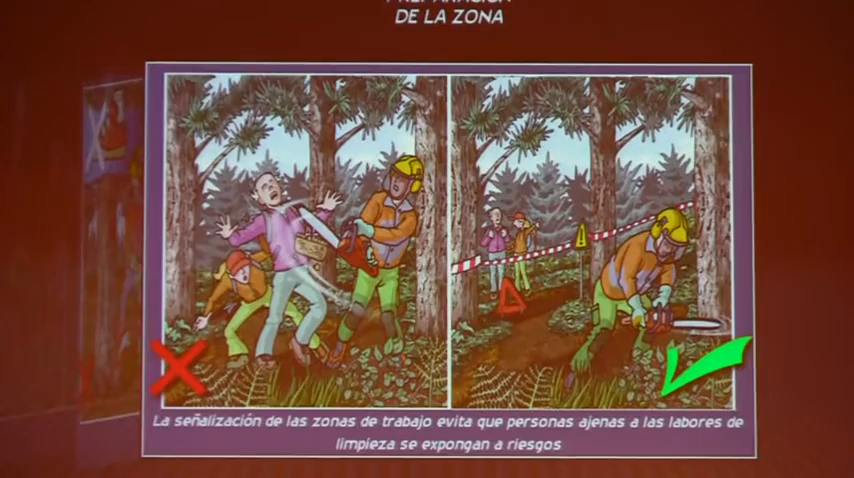 PREPARACIÓN
DE LA ZONA
La señalización de las zonas de trabajo evita que personas ajenas a las labores de
limpieza se expongan a riesgos